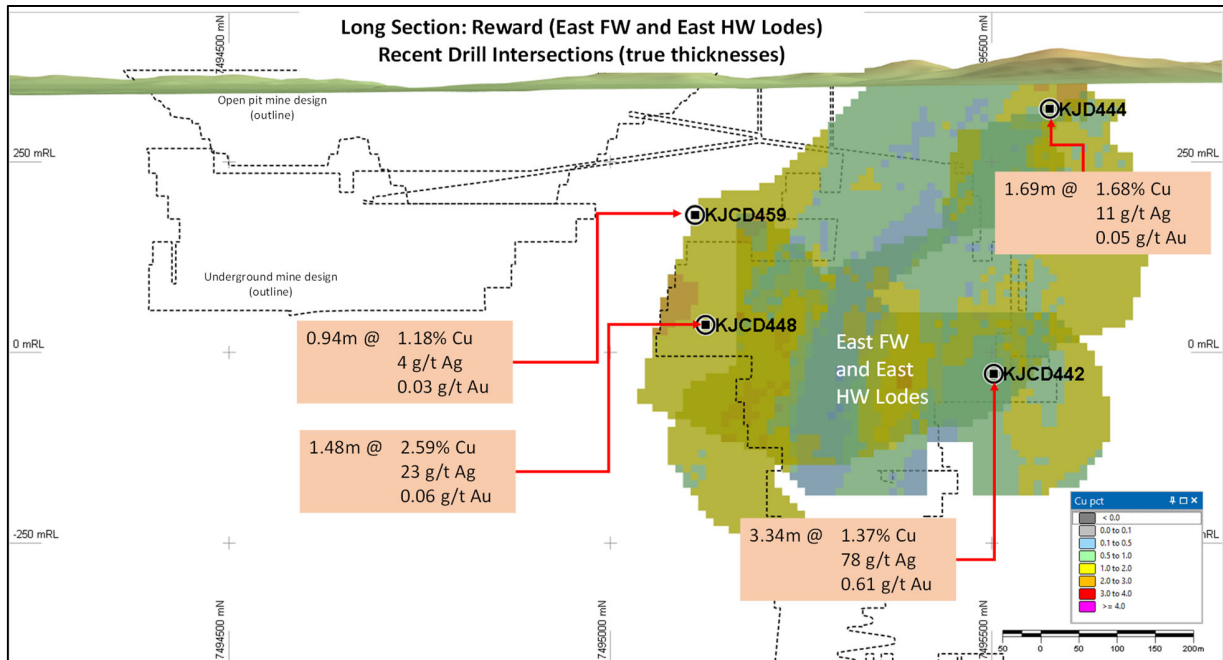 Long Section: Reward (East FW and East HW Lodes)
Recent Drill Intersections (true thicknesses)
7494500 mN
95500 mN
Open pit mine design
(outline)
250 mRL
250 mRL
KJD444
1.69m @ 1.68% Cu
11 g/t Ag
0.05 g/t Au
KJCD459
Underground mine design
(outline)
0.94m @ 1.18% Cu
4 g/t Ag
0.03 g/t Au
KJCD448
0 mRL
0 mRL
East FW
and East
HW Lodes
KJCD442
1.48m @ 2.59% Cu
23 g/t Ag
0.06 g/t Au
3.34m @ 1.37% Cu
78 g/t Ag
0.61 g/t Au
-250 mRL
mRL
Cu pct
< 0.0
0.0 to 0.1
0.1 to 0.5
0.5 to 1.0
1.0 to 2.0
2.0 to 3.0
3.0 to 4.0
>= 4.0
7494500 mN
7495000 mN
7495500 mN
50 0 50 100 150 200m